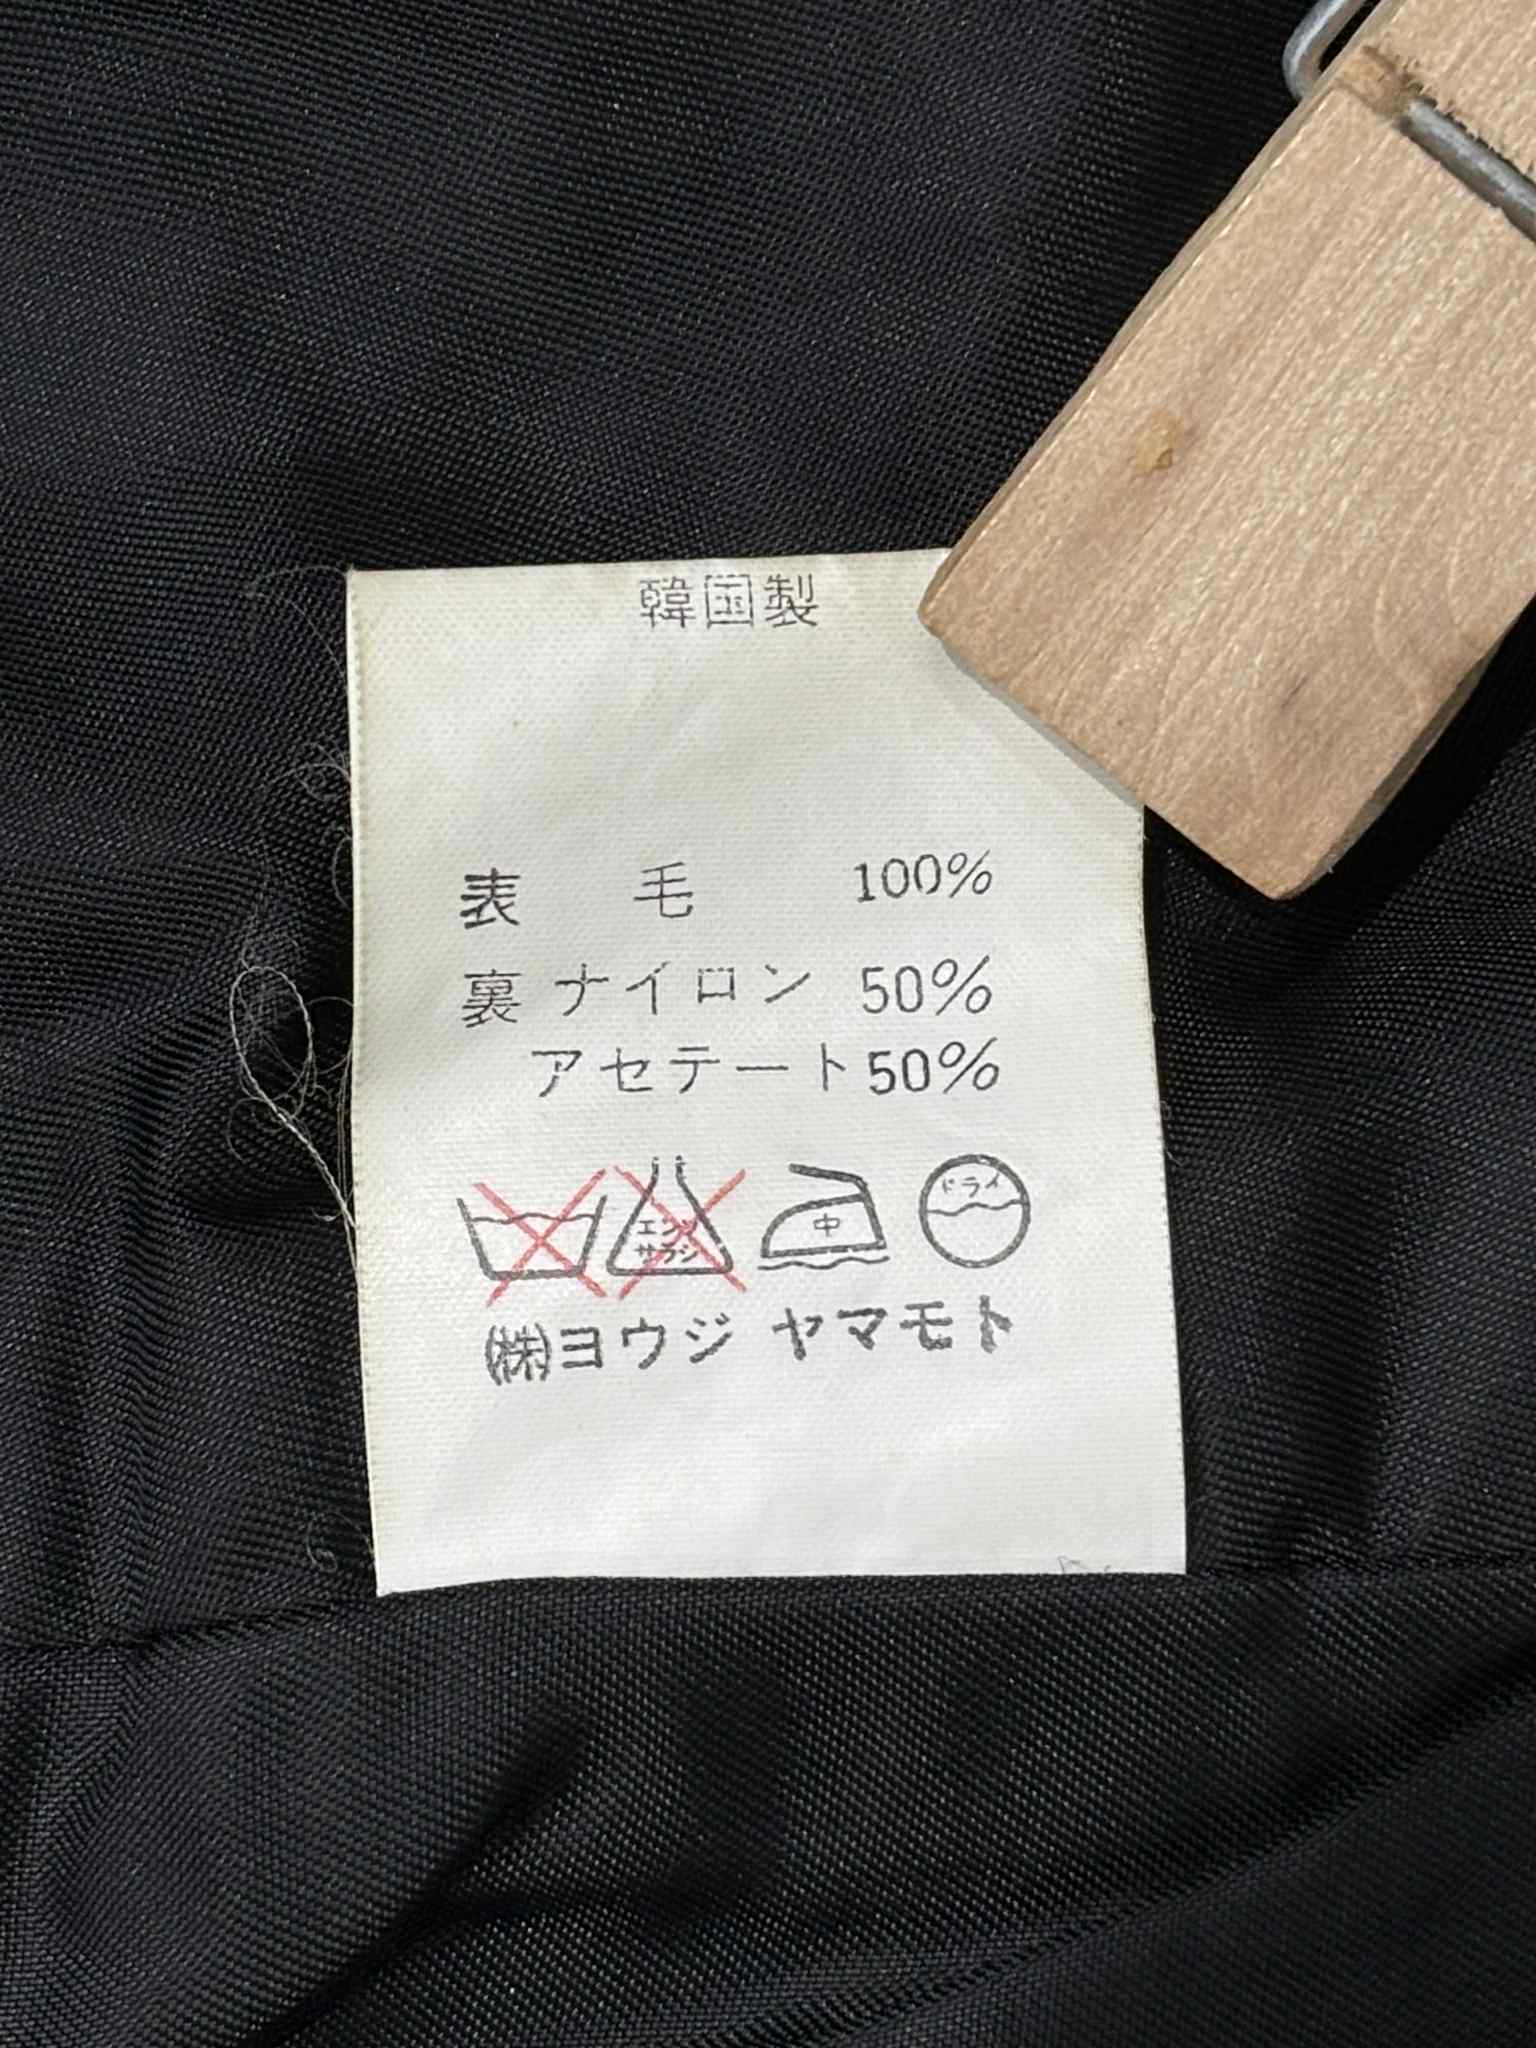 韓国製
表 毛 100%
裏 ナイロン 50%
アセテート 50%
エンソ
サラシ
中
ドライ
(株)ヨウジ ヤマモト